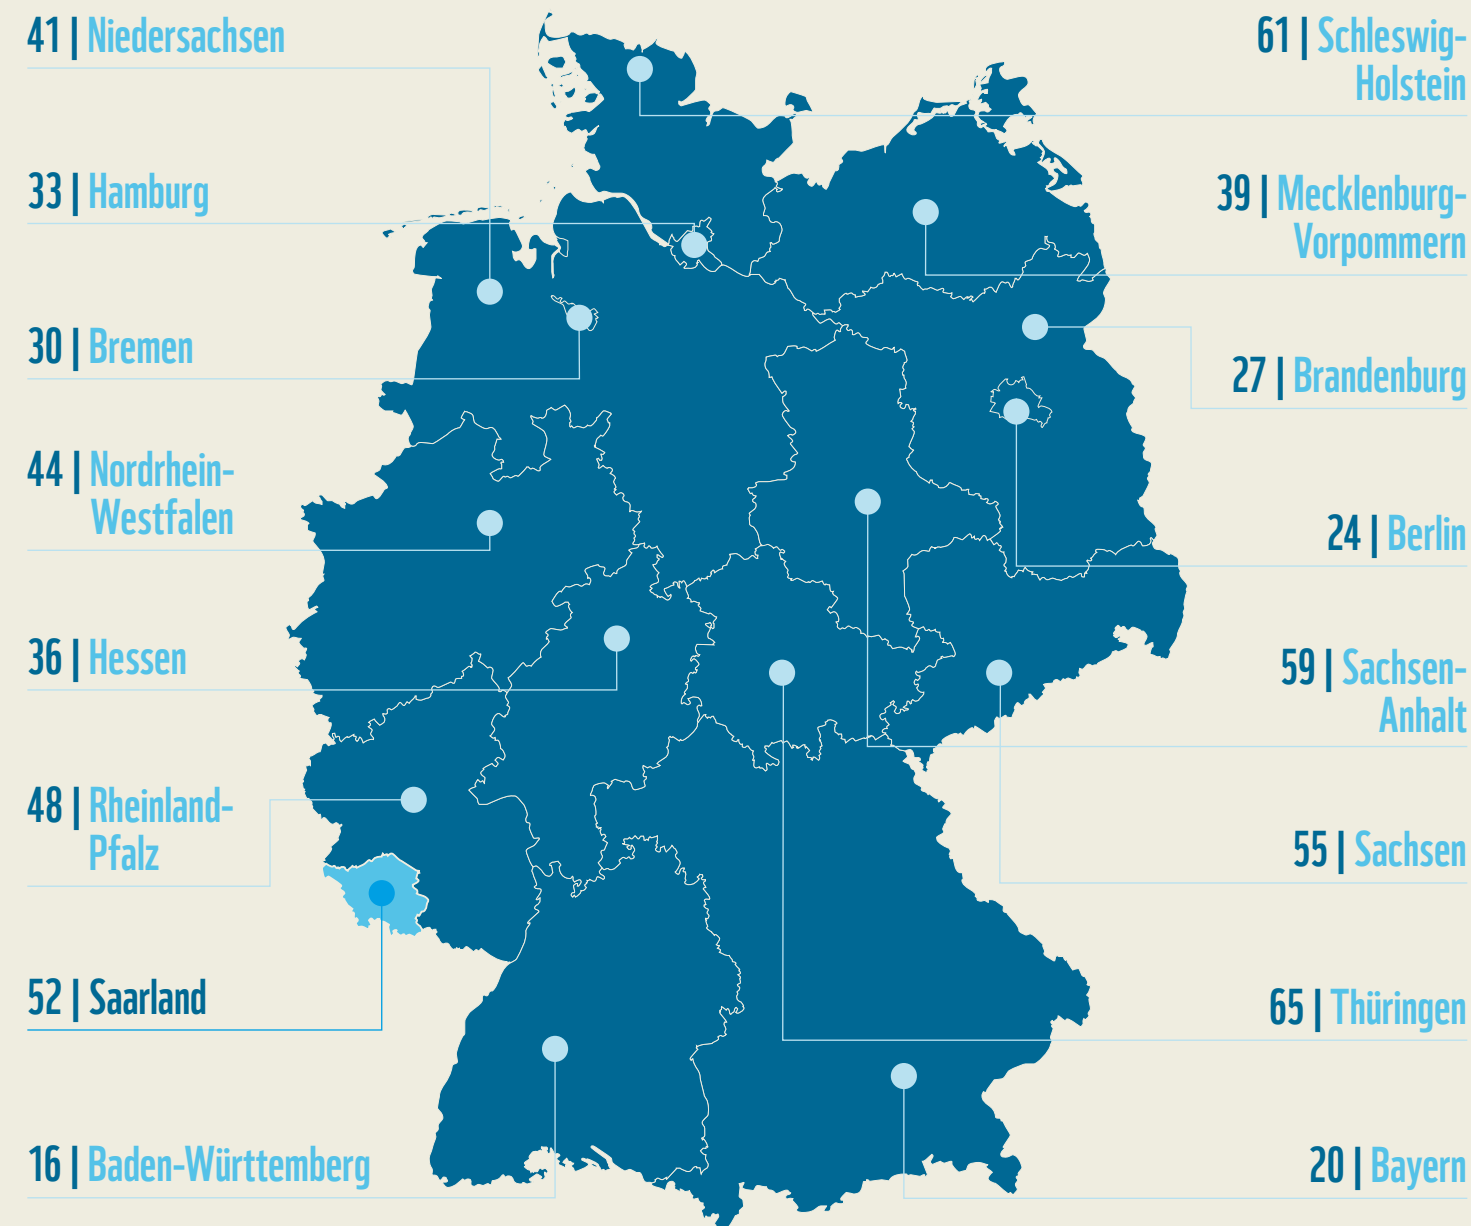 41 | Niedersachsen
33 | Hamburg
30 | Bremen
44 | Nordrhein-
Westfalen
36 | Hessen
48 | Rheinland-
Pfalz
52 | Saarland
16 | Baden-Württemberg
61 | Schleswig-
Holstein
39 | Mecklenburg-
Vorpommern
27 | Brandenburg
24 | Berlin
59 | Sachsen-
Anhalt
55 | Sachsen
65 | Thüringen
20 | Bayern